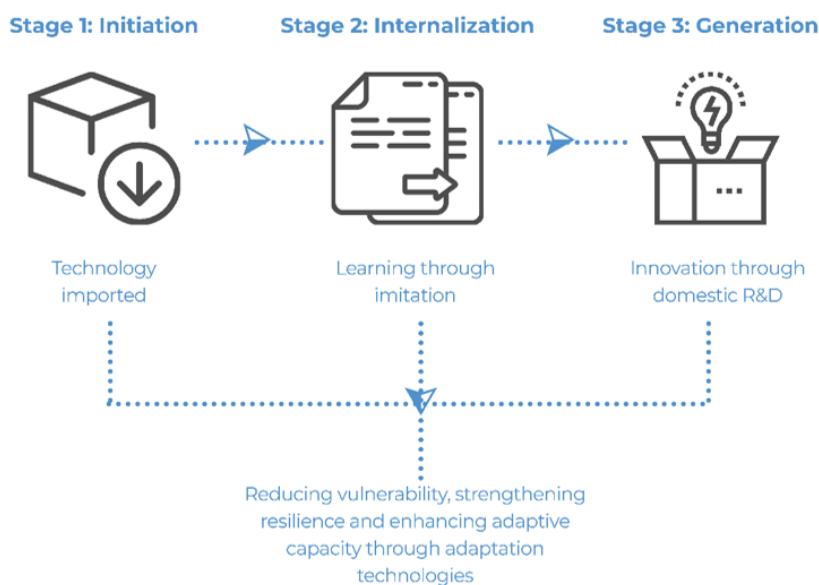 Stage 1: Initiation
Stage 2: Internalization
Stage 3: Generation
Technology
imported
Learning through
imitation
Innovation through
domestic R&D
Reducing vulnerability, strengthening
resilience and enhancing adaptive
capacity through adaptation
technologies